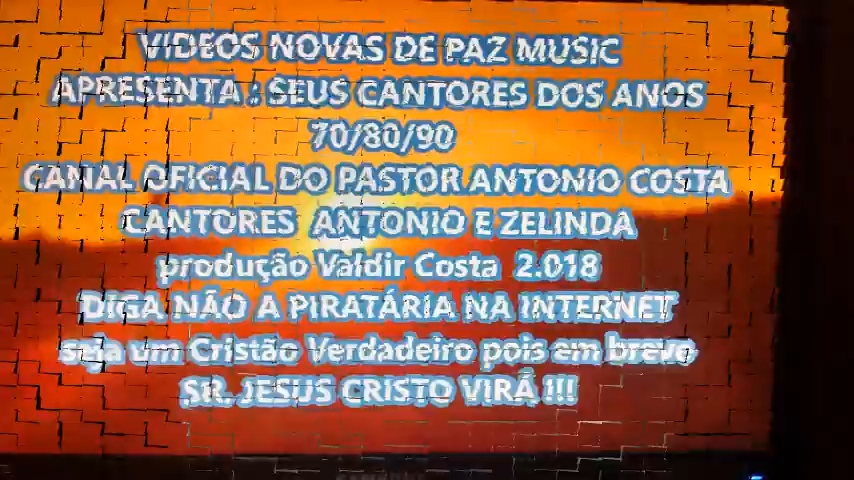 VIDEOS NOVAS DE PAZ MUSIC
APRESENTA : SEUS CANTORES DOS ANOS
70/80/90
CANAL OFICIAL DO PASTOR ANTONIO COSTA
CANTORES ANTONIO E ZELINDA
produção Valdir Costa 2.018
DIGA NÃO A PIRATÁRIA NA INTERNET
seja um Cristão Verdadeiro pois em breve
SR. JESUS CRISTO VIRÁ !!!